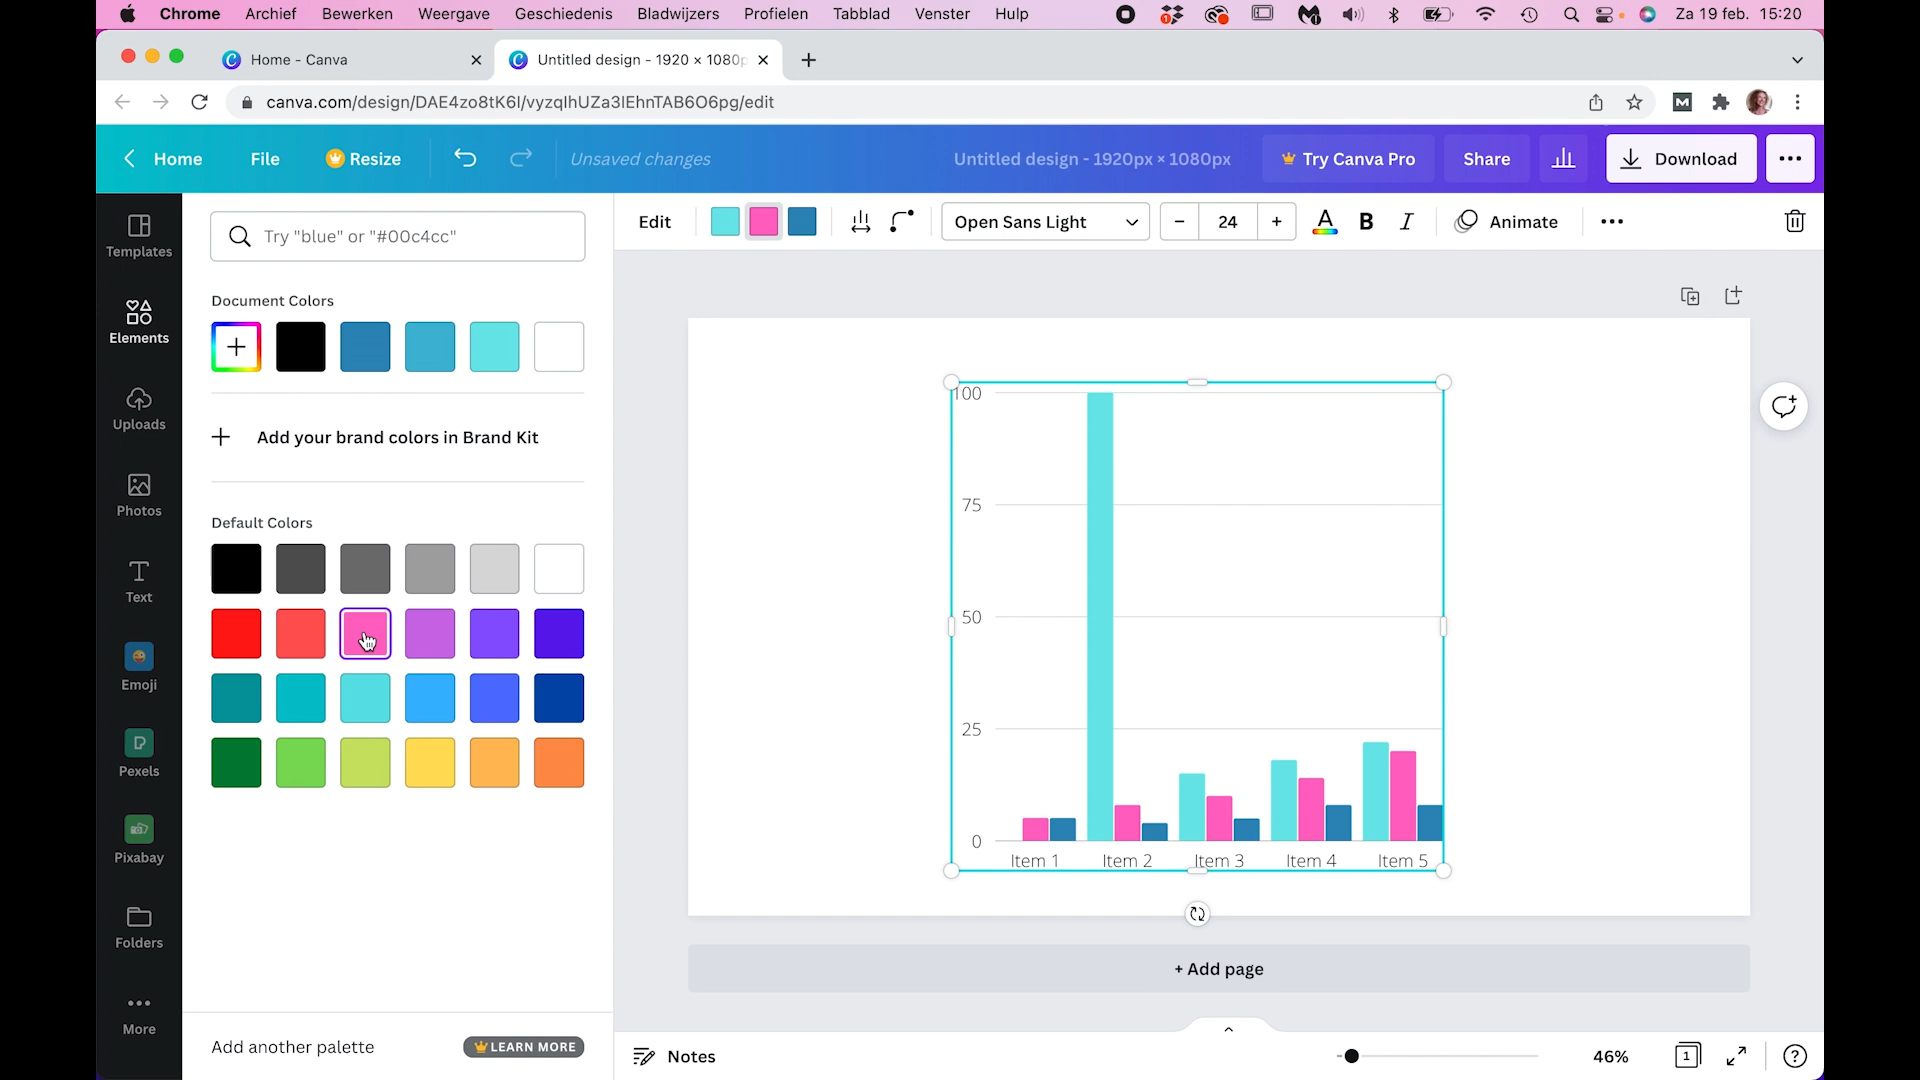 Chrome Archief Bewerken Weergave Geschiedenis Bladwijzers Profielen Tabblad Venster Hulp Za 19 feb. 15:20
Home - Canva
Untitled design - 1920 × 1080p
canva.com/design/DAE4zo8tK6I/vyzqlhUZa3IEhnTAB6O6pg/edit
Home File Resize Unsaved changes Untitled design - 1920px × 1080px Try Canva Pro Share Download
Templates
Elements
Uploads
Photos
Text
Emoji
Pexels
Pixabay
Folders
More
Try "blue" or "#00c4cc"
Document Colors
+ Add your brand colors in Brand Kit
Default Colors
Add another palette LEARN MORE
Edit Open Sans Light – 24 + A B I Animate
100
75
50
25
0
Item 1 Item 2 Item 3 Item 4 Item 5
+ Add page
Notes 46% 1 ?